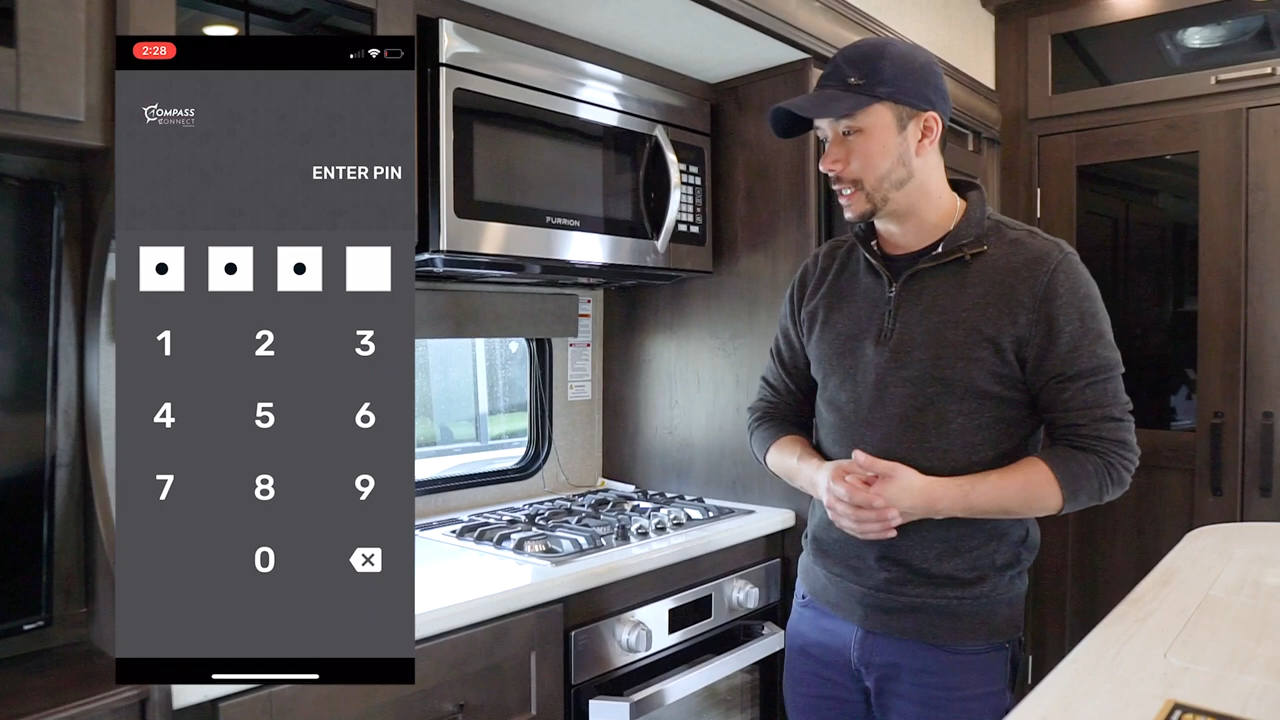 2:28
COMPASS
CONNECT
ENTER PIN
1 2 3
4 5 6
7 8 9
0
FURRION